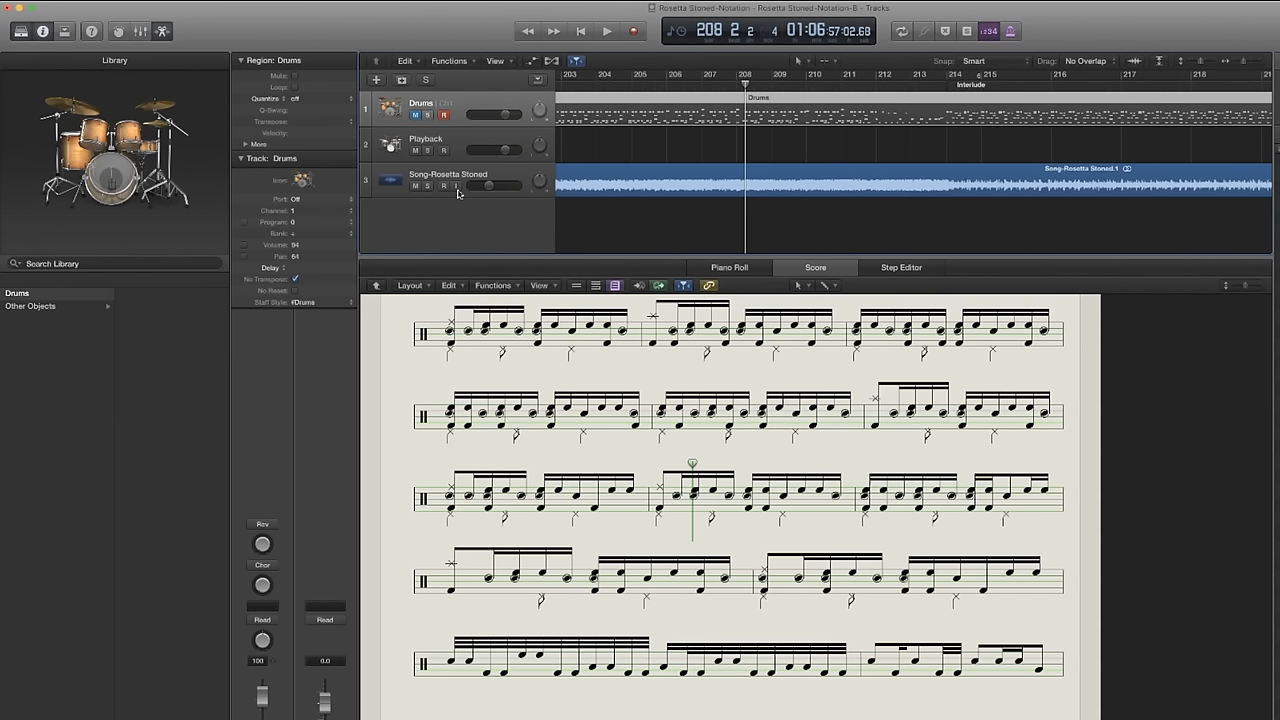 Rosetta Stoned-Notation - Rosetta Stoned-Notation-B - Tracks
208 2 2 4 01:06:57:02.68
1234
Library
Region: Drums
Edit Functions View
Snap: Smart Drag: No Overlap
Mute:
Loop:
Quantize off
Q-Swing:
Transpose:
Velocity:
More
Track: Drums
Icon:
Port: Off
Channel: 1
Program: 0
Bank: ÷
Volume: 94
Pan: 64
Delay
No Transpose:
No Reset:
Staff Style: #Drums
S
203 204 205 206 207 208 209 210 211 212 213 214 215 216 217 218
Interlude
1 Drums
M S R
Drums
2 Playback
M S R
3 Song-Rosetta Stoned
M S R I
Song-Rosetta Stoned.1
Search Library
Drums
Other Objects
Piano Roll Score Step Editor
Layout Edit Functions View
Rev
Chor
Read Read
100 0.0